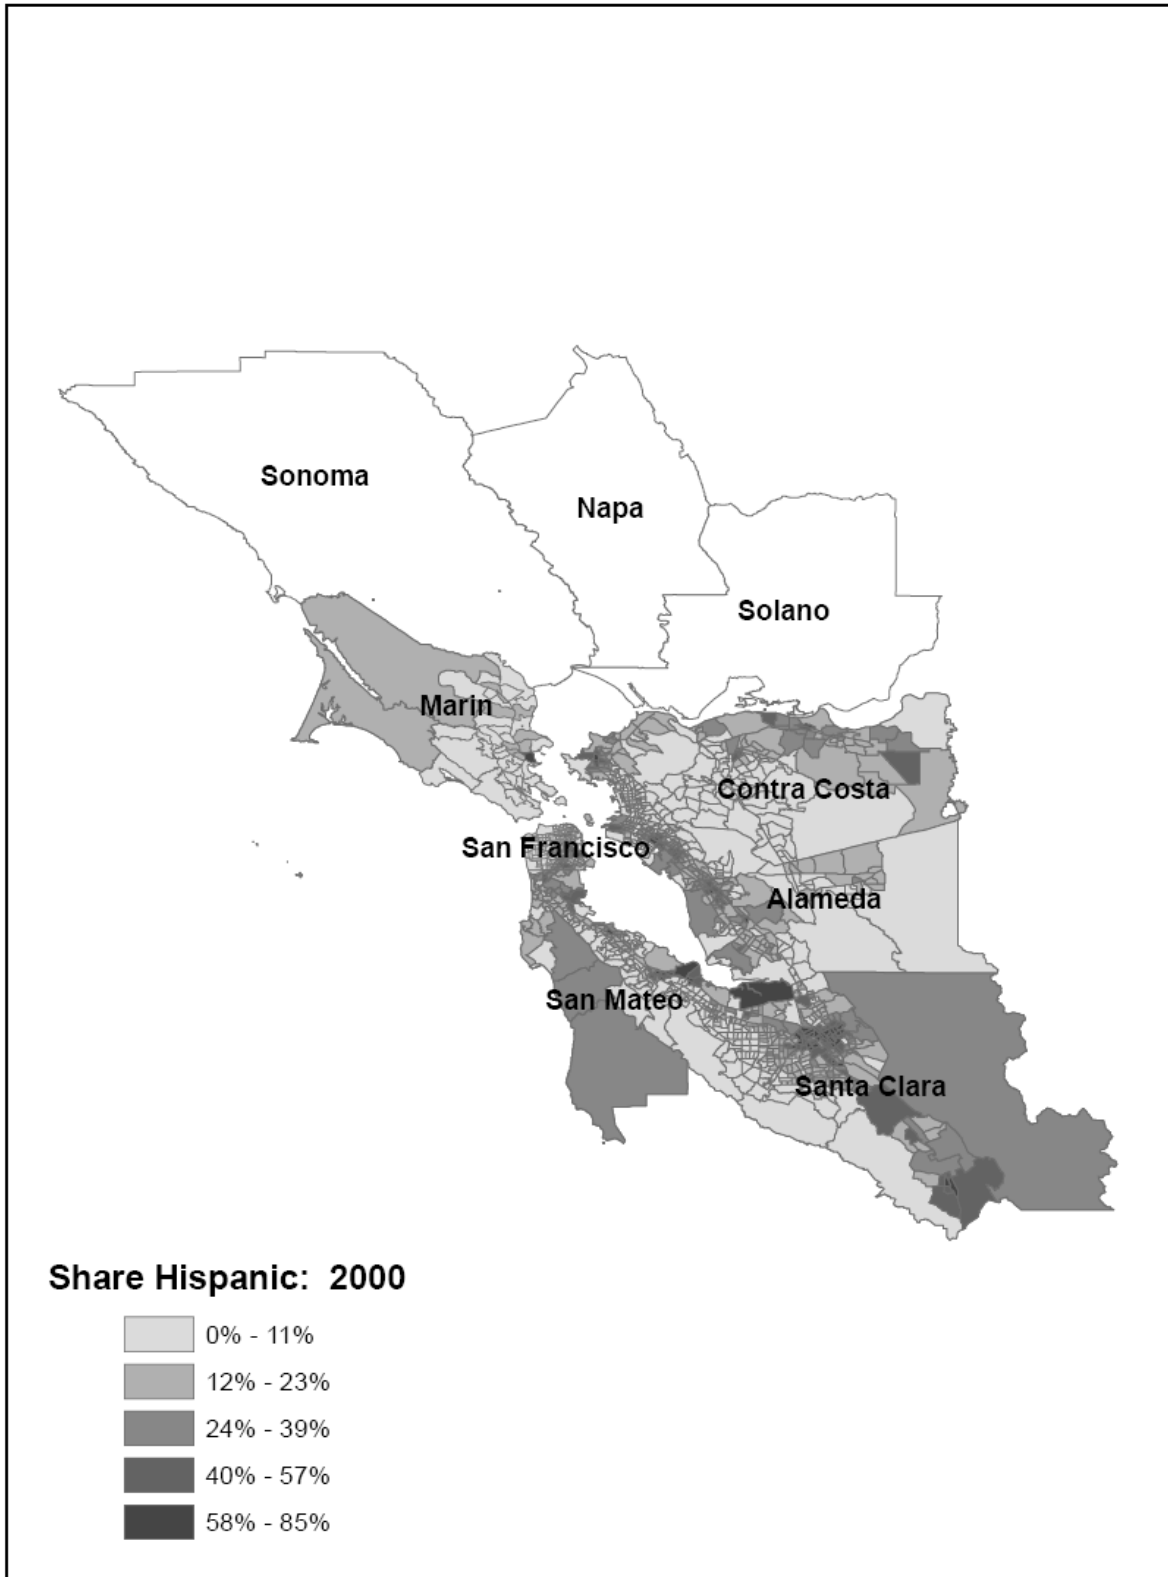 Sonoma
Napa
Solano
Marin
Contra Costa
San Francisco
Alameda
San Mateo
Santa Clara
Share Hispanic: 2000
0% - 11%
12% - 23%
24% - 39%
40% - 57%
58% - 85%